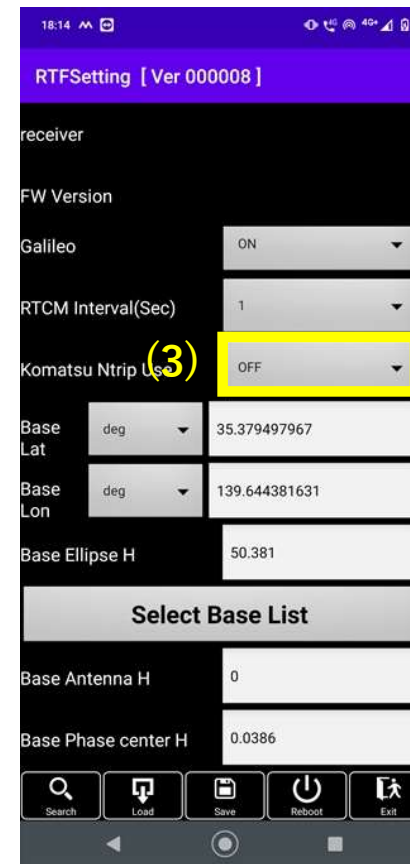 18:14
4G 4G+
RTFSetting [ Ver 000008 ]
receiver
FW Version
Galileo ON
RTCM Interval(Sec) 1
Komatsu Ntrip Use (3) OFF
Base Lat deg 35.379497967
Base Lon deg 139.644381631
Base Ellipse H 50.381
Select Base List
Base Antenna H 0
Base Phase center H 0.0386
Search Load Save Reboot Exit